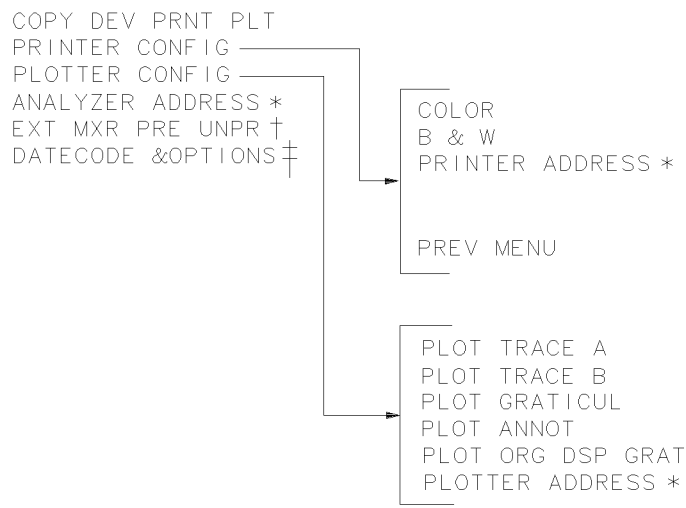 COPY DEV PRNT PLT
PRINTER CONFIG
PLOTTER CONFIG
ANALYZER ADDRESS *
EXT MXR PRE UNPR †
DATECODE &OPTIONS ‡
COLOR
B & W
PRINTER ADDRESS *
PREV MENU
PLOT TRACE A
PLOT TRACE B
PLOT GRATICUL
PLOT ANNOT
PLOT ORG DSP GRAT
PLOTTER ADDRESS *